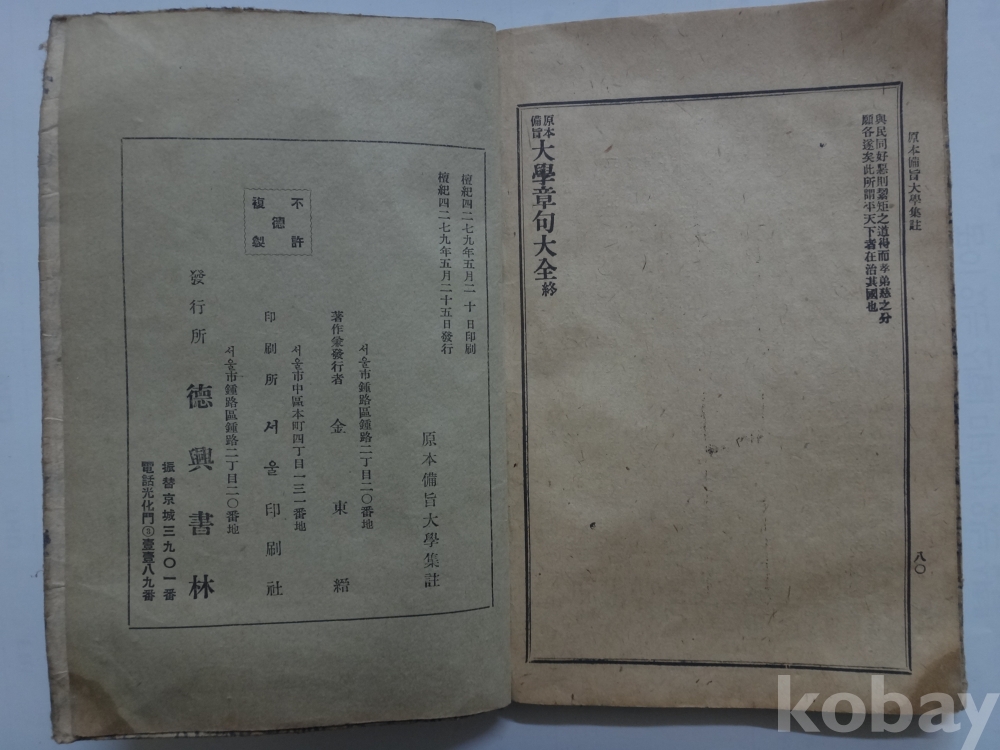 原本備旨大學集註
八〇
與民同好惡則絜矩之道得而孝弟慈之分
願各遂矣此所謂平天下者在治其國也
原本備旨大學章句大全終
檀紀四二七九年五月二十日印刷
檀紀四二七九年五月二十五日發行
原本備旨大學集註
不許
德
複製
서울市鍾路區鍾路二丁目二〇番地
著作兼發行者 金東縉
서울市中區本町四丁目一三一番地
印刷所 서울印刷社
서울市鍾路區鍾路二丁目二〇番地
發行所 德興書林
振替京城三九〇一番
電話光化門③壹壹八九番
kobay